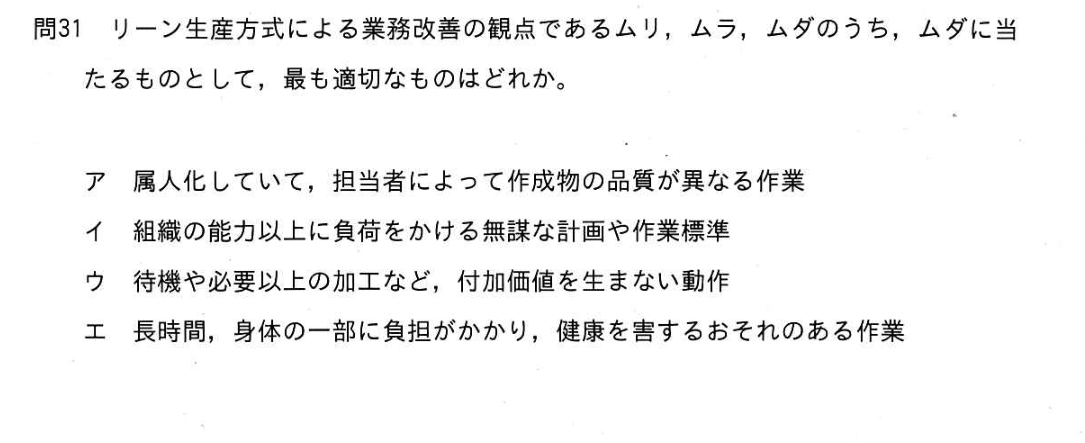 問31　リーン生産方式による業務改善の観点であるムリ，ムラ，ムダのうち，ムダに当
たるものとして，最も適切なものはどれか。
ア　属人化していて，担当者によって作成物の品質が異なる作業
イ　組織の能力以上に負荷をかける無謀な計画や作業標準
ウ　待機や必要以上の加工など，付加価値を生まない動作
エ　長時間，身体の一部に負担がかかり，健康を害するおそれのある作業